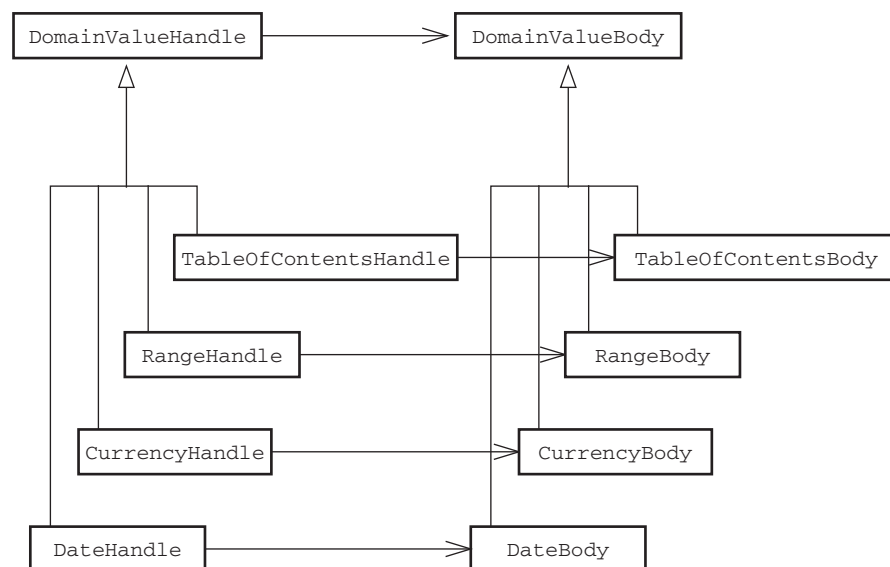 DomainValueHandle
DomainValueBody
TableOfContentsHandle
TableOfContentsBody
RangeHandle
RangeBody
CurrencyHandle
CurrencyBody
DateHandle
DateBody